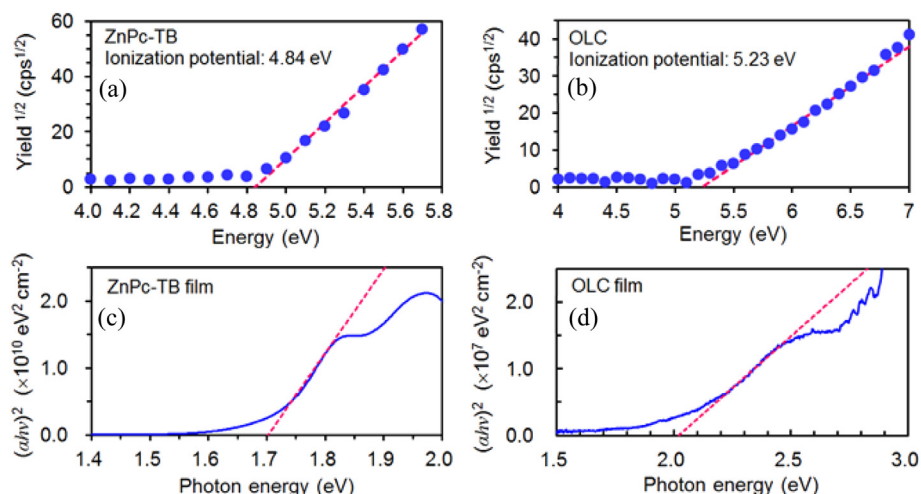 ZnPc-TB
Ionization potential: 4.84 eV
(a)
Yield 1/2 (cps1/2)
60
40
20
0
4.0 4.2 4.4 4.6 4.8 5.0 5.2 5.4 5.6 5.8
Energy (eV)
OLC
Ionization potential: 5.23 eV
(b)
Yield 1/2 (cps1/2)
40
30
20
10
0
4 4.5 5 5.5 6 6.5 7
Energy (eV)
ZnPc-TB film
(c)
(ahν)2 (×1010 eV2 cm−2)
2.0
1.0
0.0
1.4 1.5 1.6 1.7 1.8 1.9 2.0
Photon energy (eV)
OLC film
(d)
(ahν)2 (×107 eV2 cm−2)
2.0
1.0
0.0
1.5 2.0 2.5 3.0
Photon energy (eV)